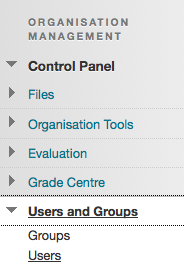 ORGANISATION
MANAGEMENT
Control Panel
Files
Organisation Tools
Evaluation
Grade Centre
Users and Groups
Groups
Users